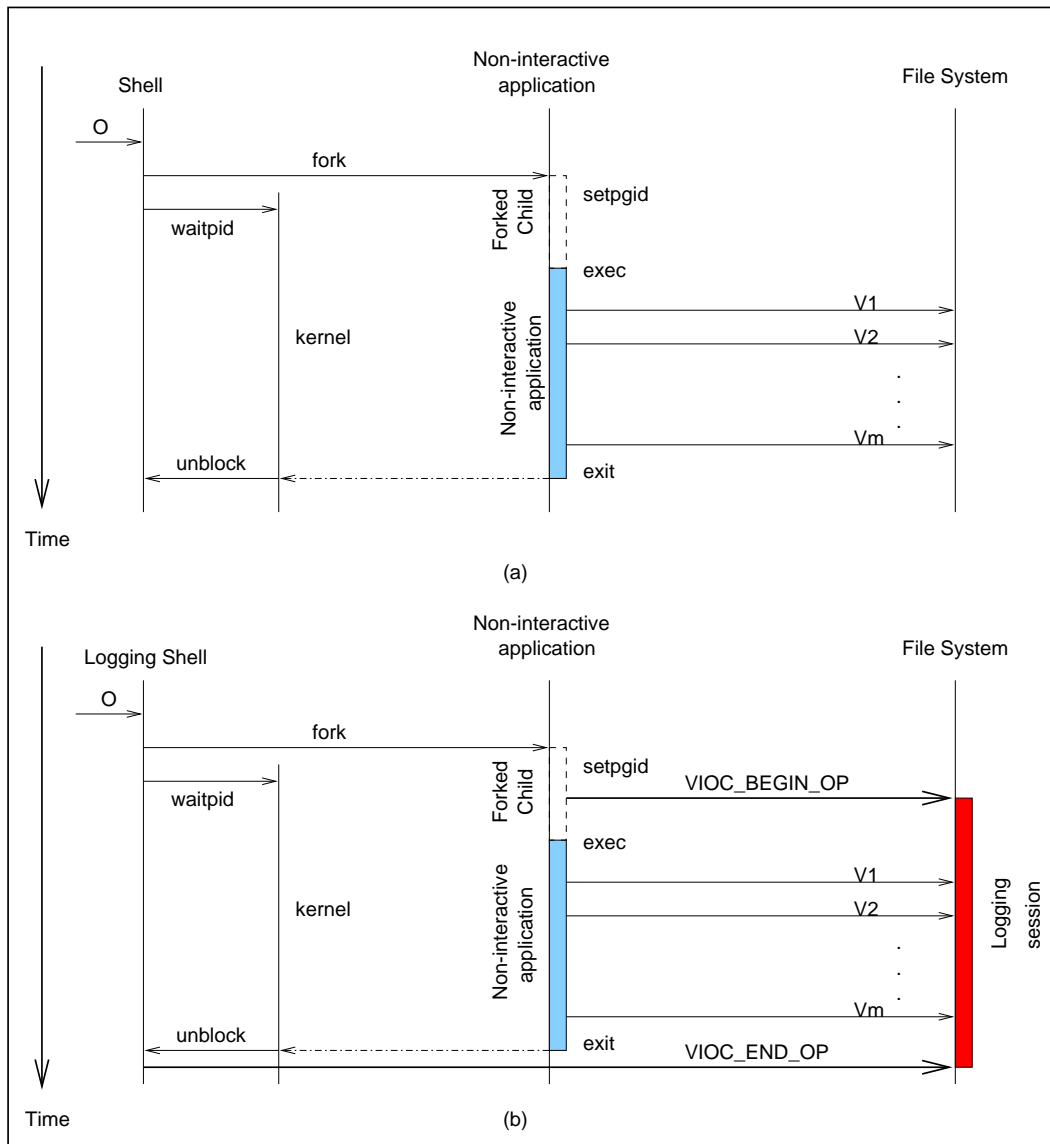 Non-interactive
application
Shell
File System
O
fork
setpgid
Forked
Child
waitpid
exec
V1
kernel
V2
Non-interactive
application
.
.
.
Vm
unblock
exit
Time
(a)
Non-interactive
application
Logging Shell
File System
O
fork
setpgid
VIOC_BEGIN_OP
Forked
Child
waitpid
exec
V1
kernel
V2
Non-interactive
application
Logging
session
.
.
.
Vm
unblock
exit
VIOC_END_OP
Time
(b)